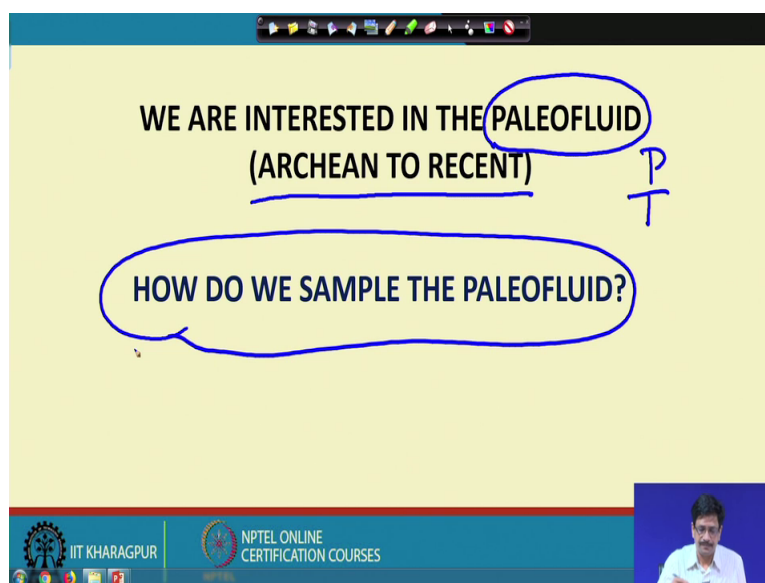 WE ARE INTERESTED IN THE PALEOFLUID
(ARCHEAN TO RECENT)
P
T
HOW DO WE SAMPLE THE PALEOFLUID?
IIT KHARAGPUR
NPTEL ONLINE
CERTIFICATION COURSES